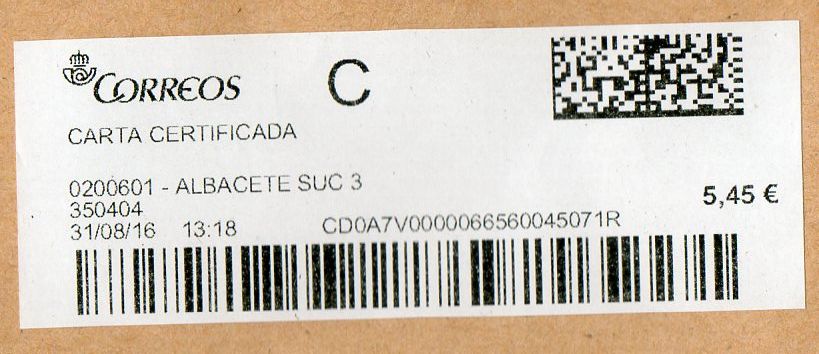 CORREOS
C
CARTA CERTIFICADA
0200601 - ALBACETE SUC 3
350404
5,45 €
31/08/16 13:18 CD0A7V0000066560045071R